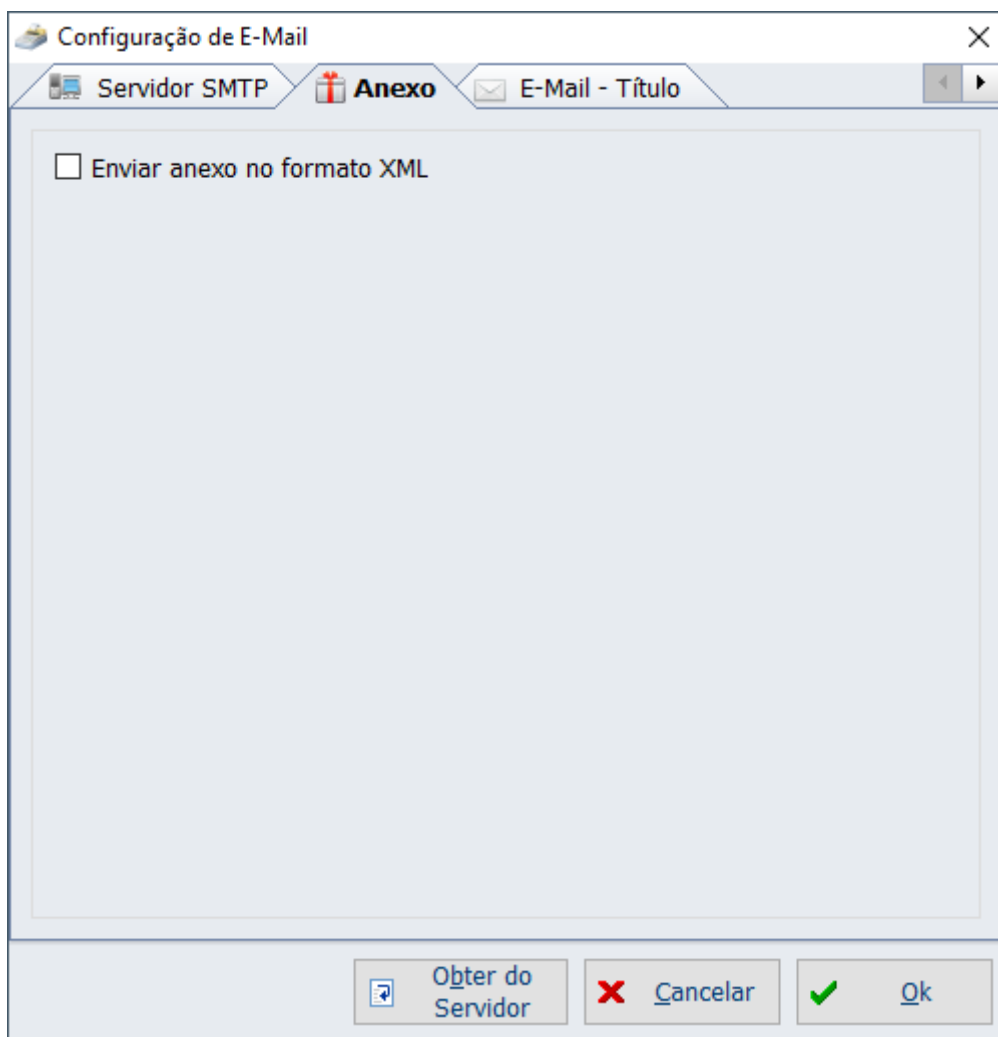 Configuração de E-Mail
Servidor SMTP
Anexo
E-Mail - Título
Enviar anexo no formato XML
Obter do
Servidor
Cancelar
Ok